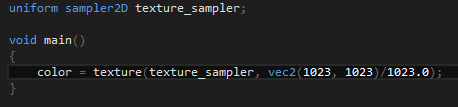 uniform sampler2D texture_sampler;
void main()
{
color = texture(texture_sampler, vec2(1023, 1023)/1023.0);
}